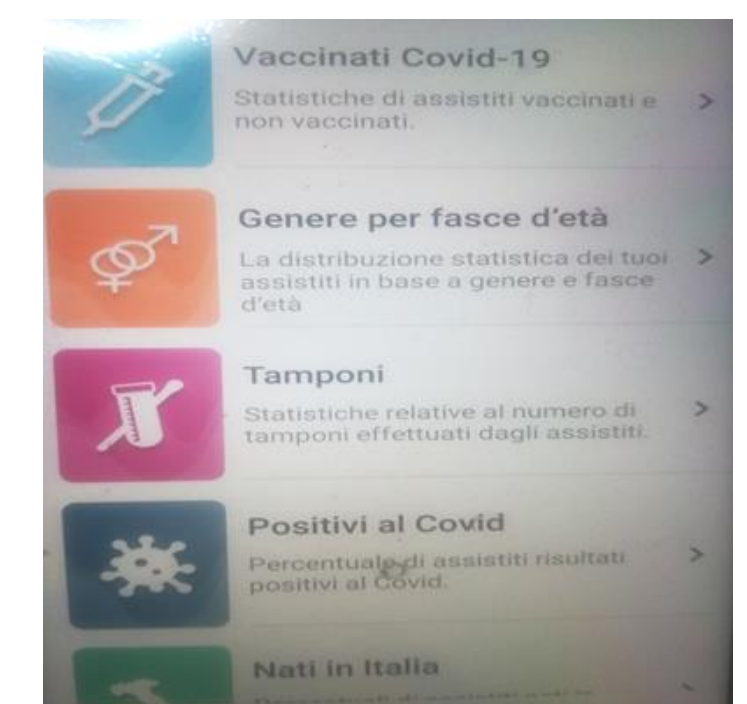 Vaccinati Covid-19
Statistiche di assistiti vaccinati e
non vaccinati.
Genere per fasce d'età
La distribuzione statistica dei tuoi
assistiti in base a genere e fasce
d'età
Tamponi
Statistiche relative al numero di
tamponi effettuati dagli assistiti.
Positivi al Covid
Percentuale di assistiti risultati
positivi al Covid.
Nati in Italia